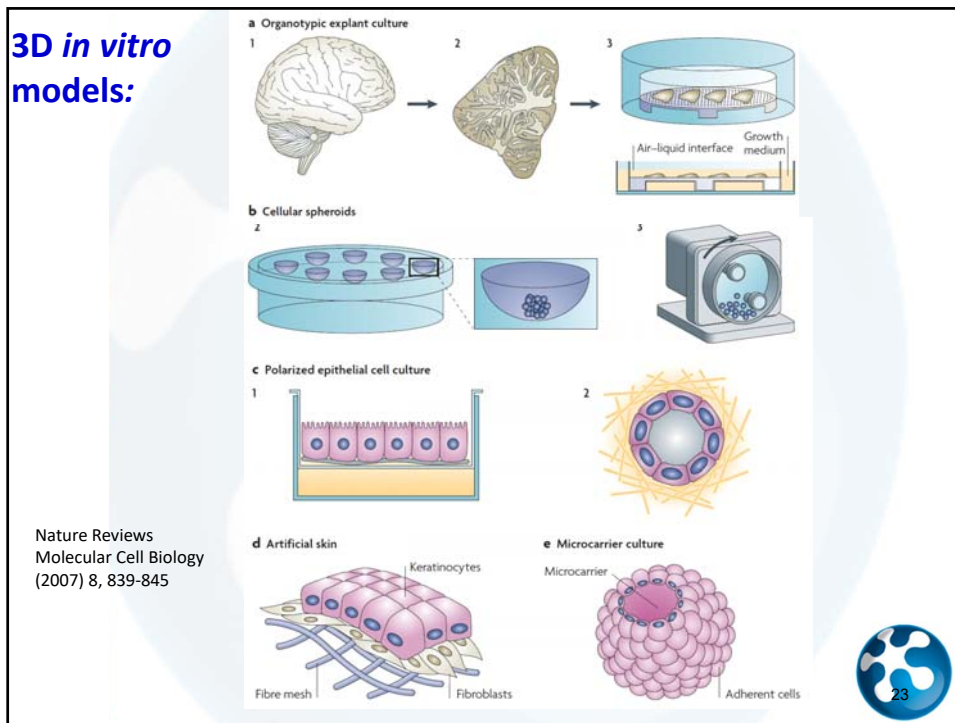 3D in vitro
models:
a Organotypic explant culture
1
2
3
Air–liquid interface
Growth
medium
b Cellular spheroids
2
3
c Polarized epithelial cell culture
1
2
Nature Reviews
Molecular Cell Biology
(2007) 8, 839-845
d Artificial skin
Keratinocytes
Fibre mesh
Fibroblasts
e Microcarrier culture
Microcarrier
Adherent cells
23